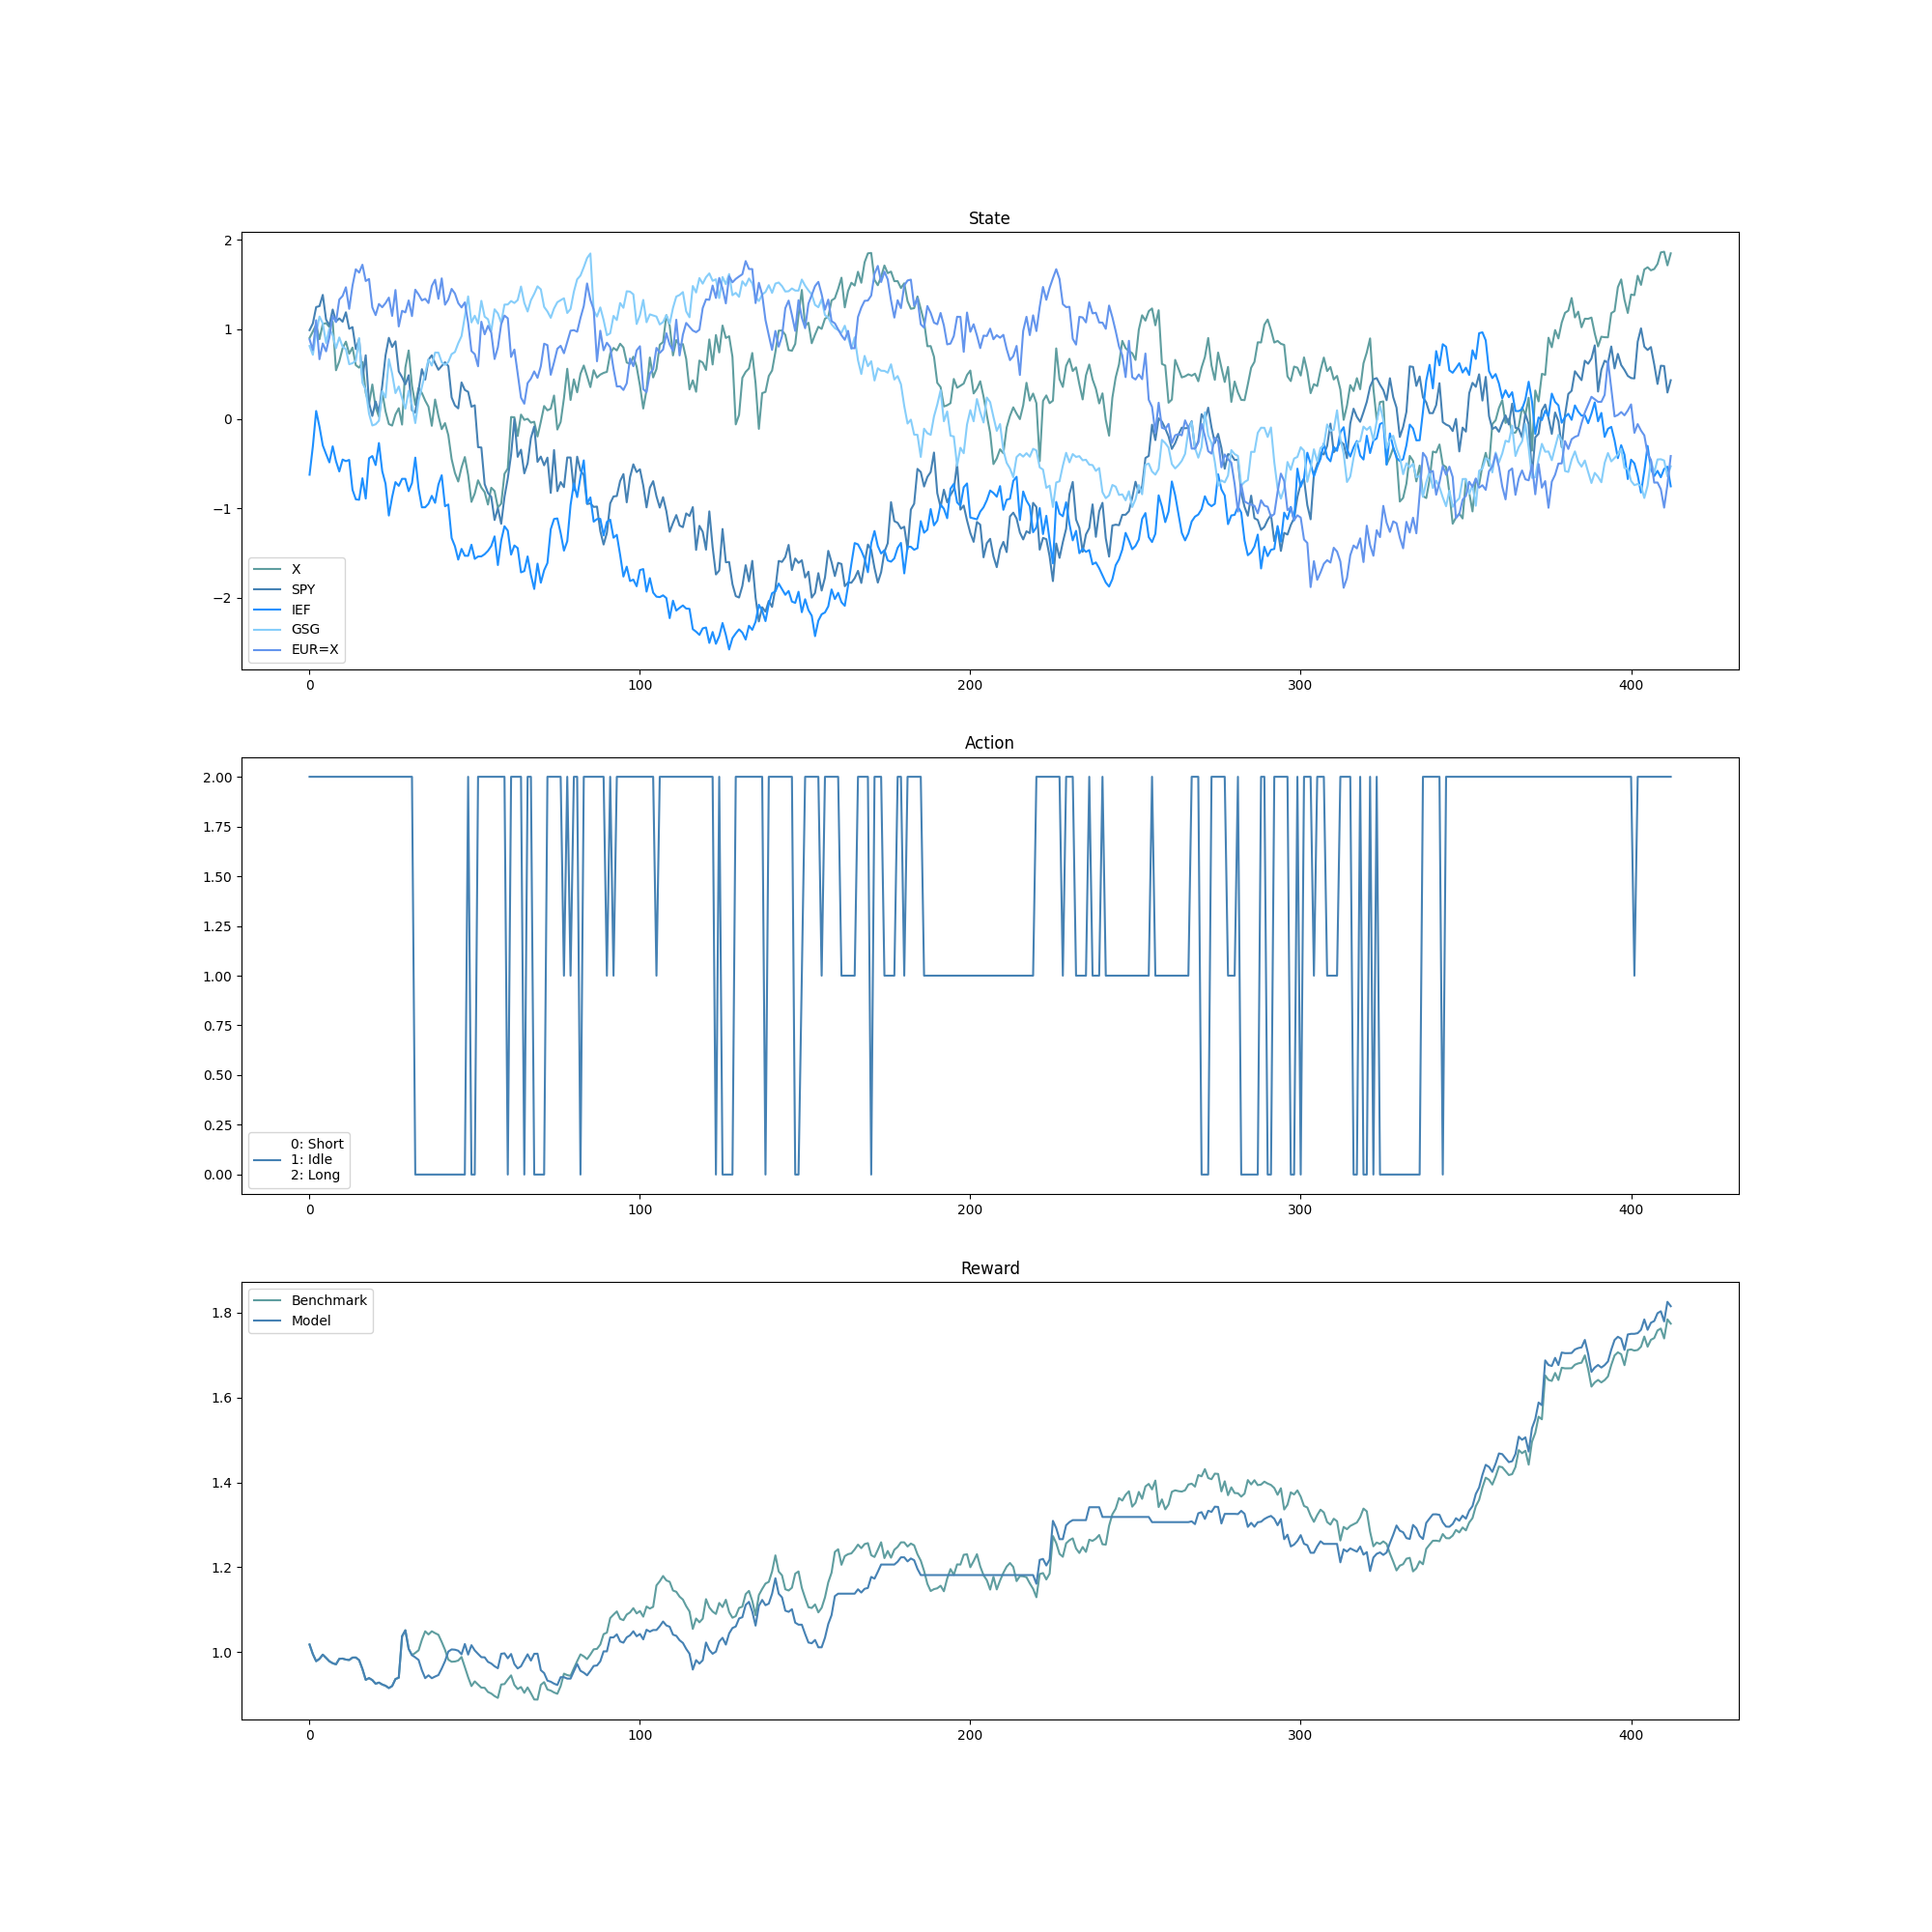 State
2
1
0
−1
−2
X
SPY
IEF
GSG
EUR=X
0 100 200 300 400
Action
2.00
1.75
1.50
1.25
1.00
0.75
0.50
0.25
0.00
0: Short
1: Idle
2: Long
0 100 200 300 400
Reward
Benchmark
Model
1.8
1.6
1.4
1.2
1.0
0 100 200 300 400